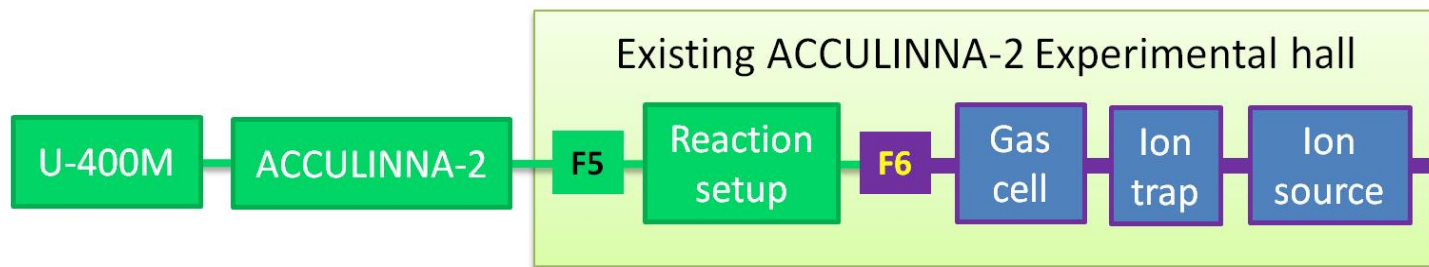 Existing ACCULINNA-2 Experimental hall
U-400M
ACCULINNA-2
F5
Reaction
setup
F6
Gas
cell
Ion
trap
Ion
source